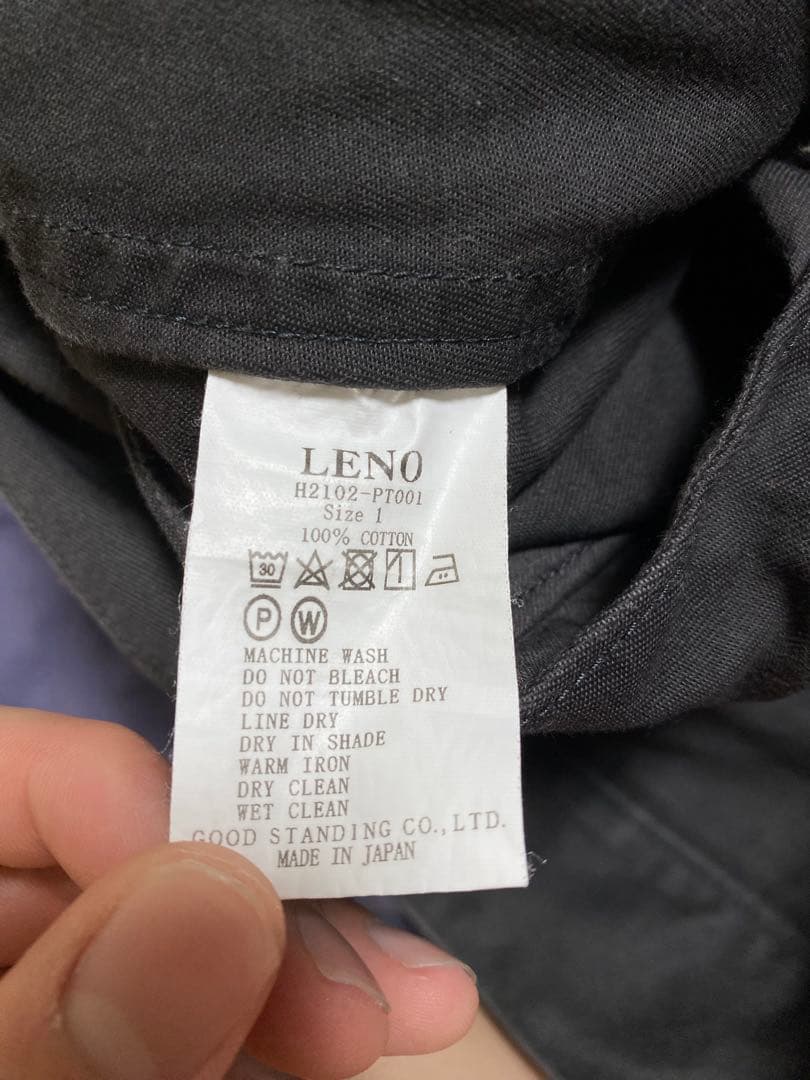 LENO
H2102-PT001
Size 1
100% COTTON
30
P W
MACHINE WASH
DO NOT BLEACH
DO NOT TUMBLE DRY
LINE DRY
DRY IN SHADE
WARM IRON
DRY CLEAN
WET CLEAN
GOOD STANDING CO., LTD.
MADE IN JAPAN